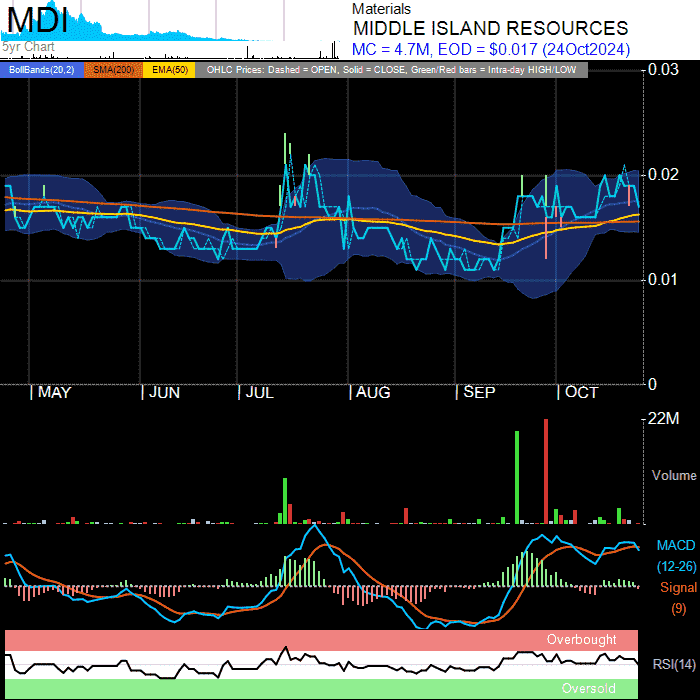 MDI
5yr Chart
Materials
MIDDLE ISLAND RESOURCES
MC = 4.7M, EOD = $0.017 (24Oct2024)
BollBands(20,2) SMA(200) EMA(50) OHLC Prices: Dashed = OPEN, Solid = CLOSE, Green/Red bars = Intra-day HIGH/LOW
0.03
0.02
0.01
0
| MAY | JUN | JUL | AUG | SEP | OCT
22M
Volume
MACD
(12-26)
Signal
(9)
Overbought
RSI(14)
Oversold